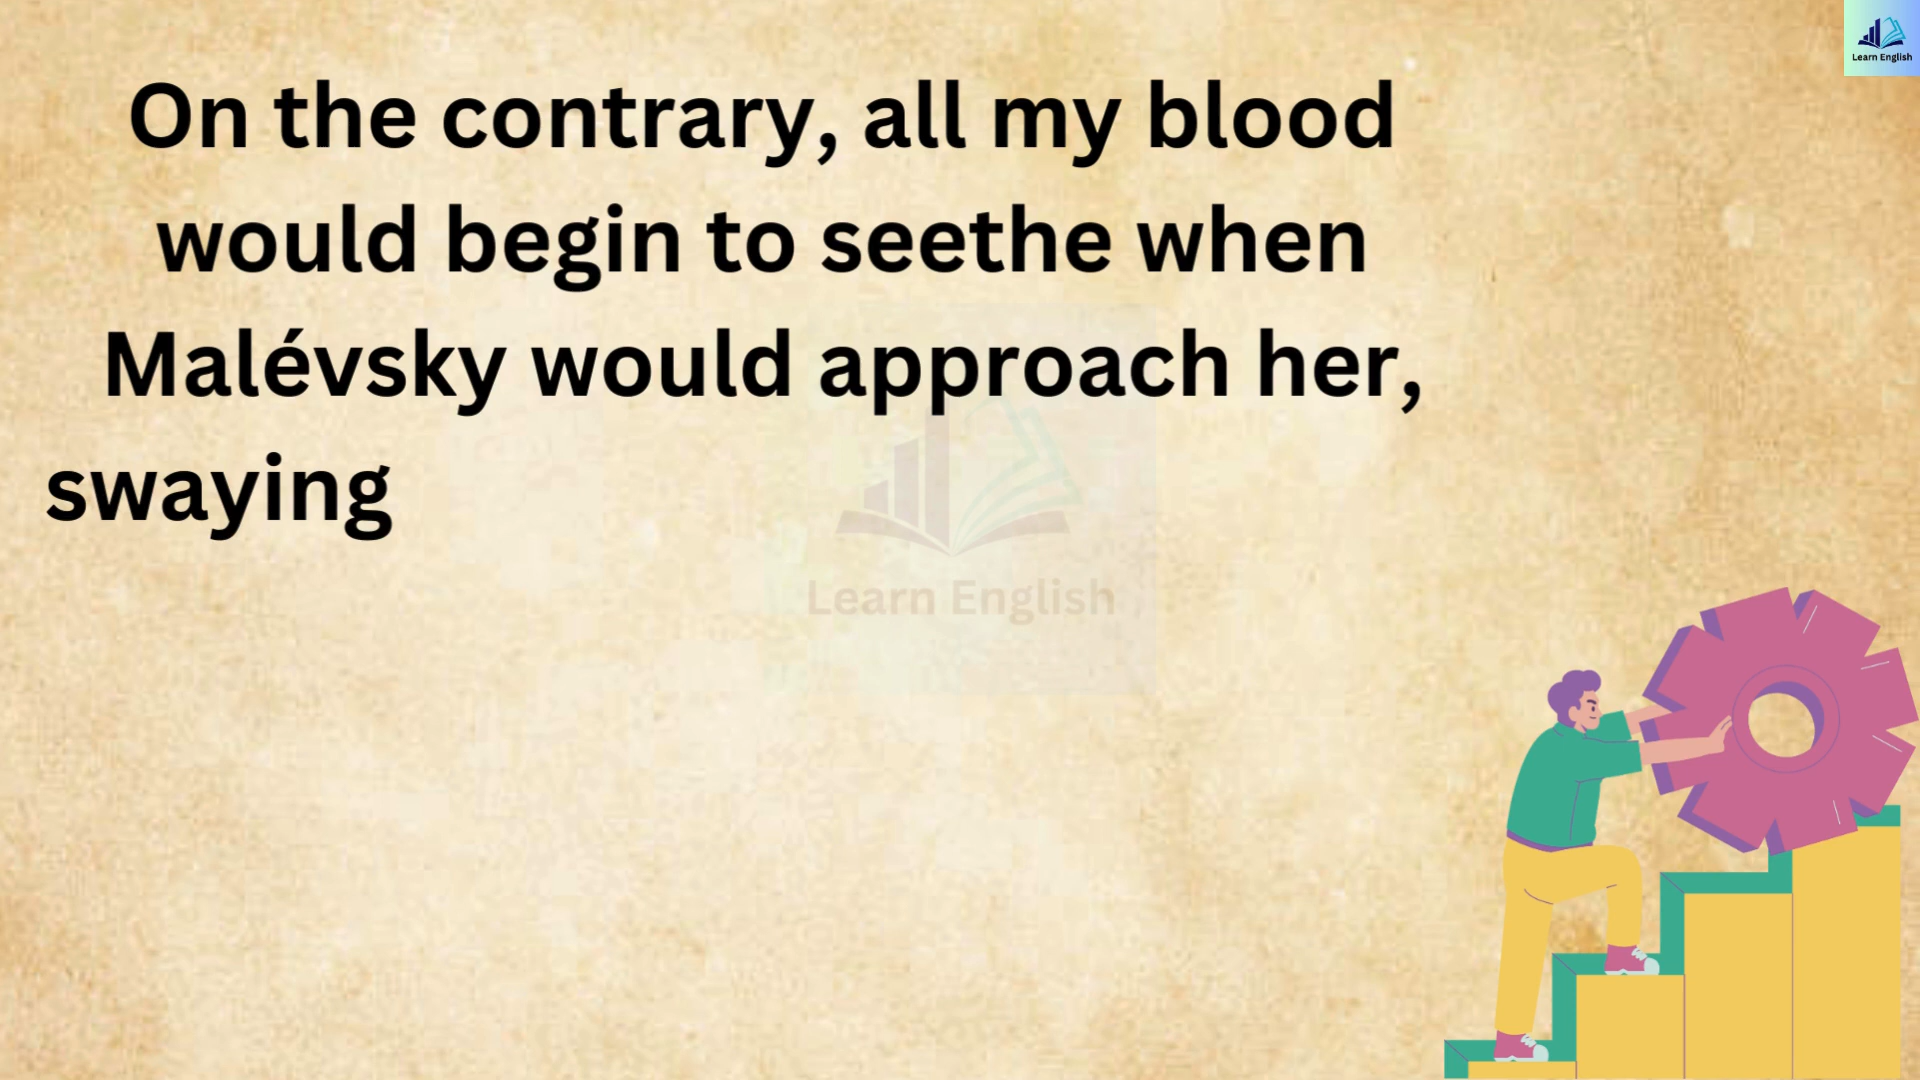 Learn English
On the contrary, all my blood
would begin to seethe when
Malévsky would approach her,
swaying
Learn English